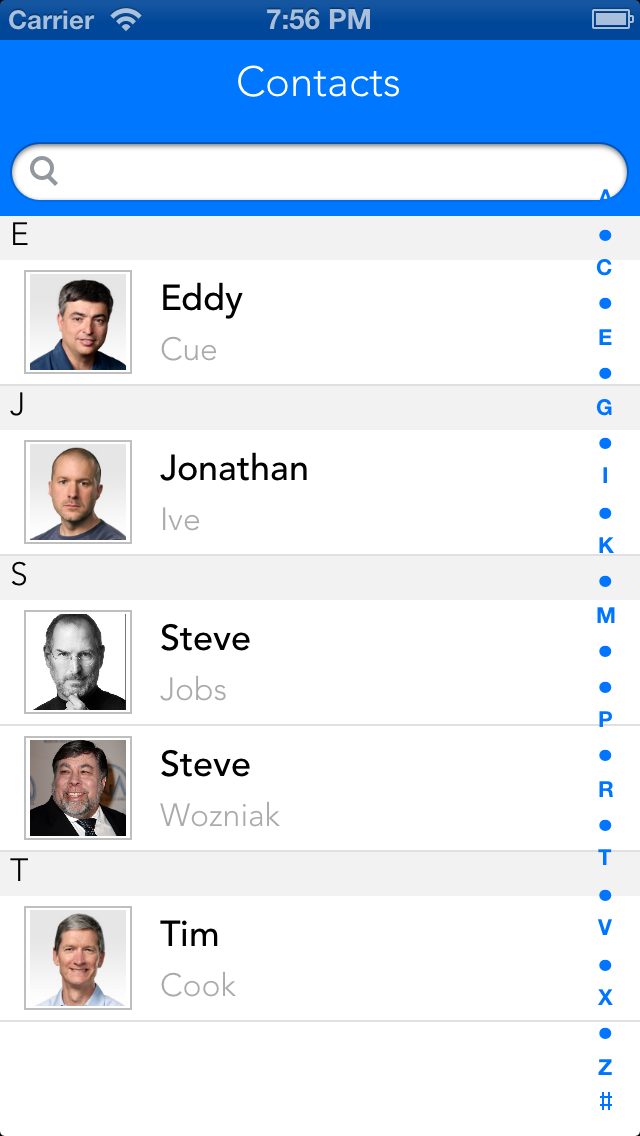 Carrier 7:56 PM
Contacts
E
Eddy
Cue
J
Jonathan
Ive
S
Steve
Jobs
Steve
Wozniak
T
Tim
Cook
A
•
C
•
E
•
G
•
I
•
K
•
M
•
•
P
•
R
•
T
•
V
•
X
•
Z
#